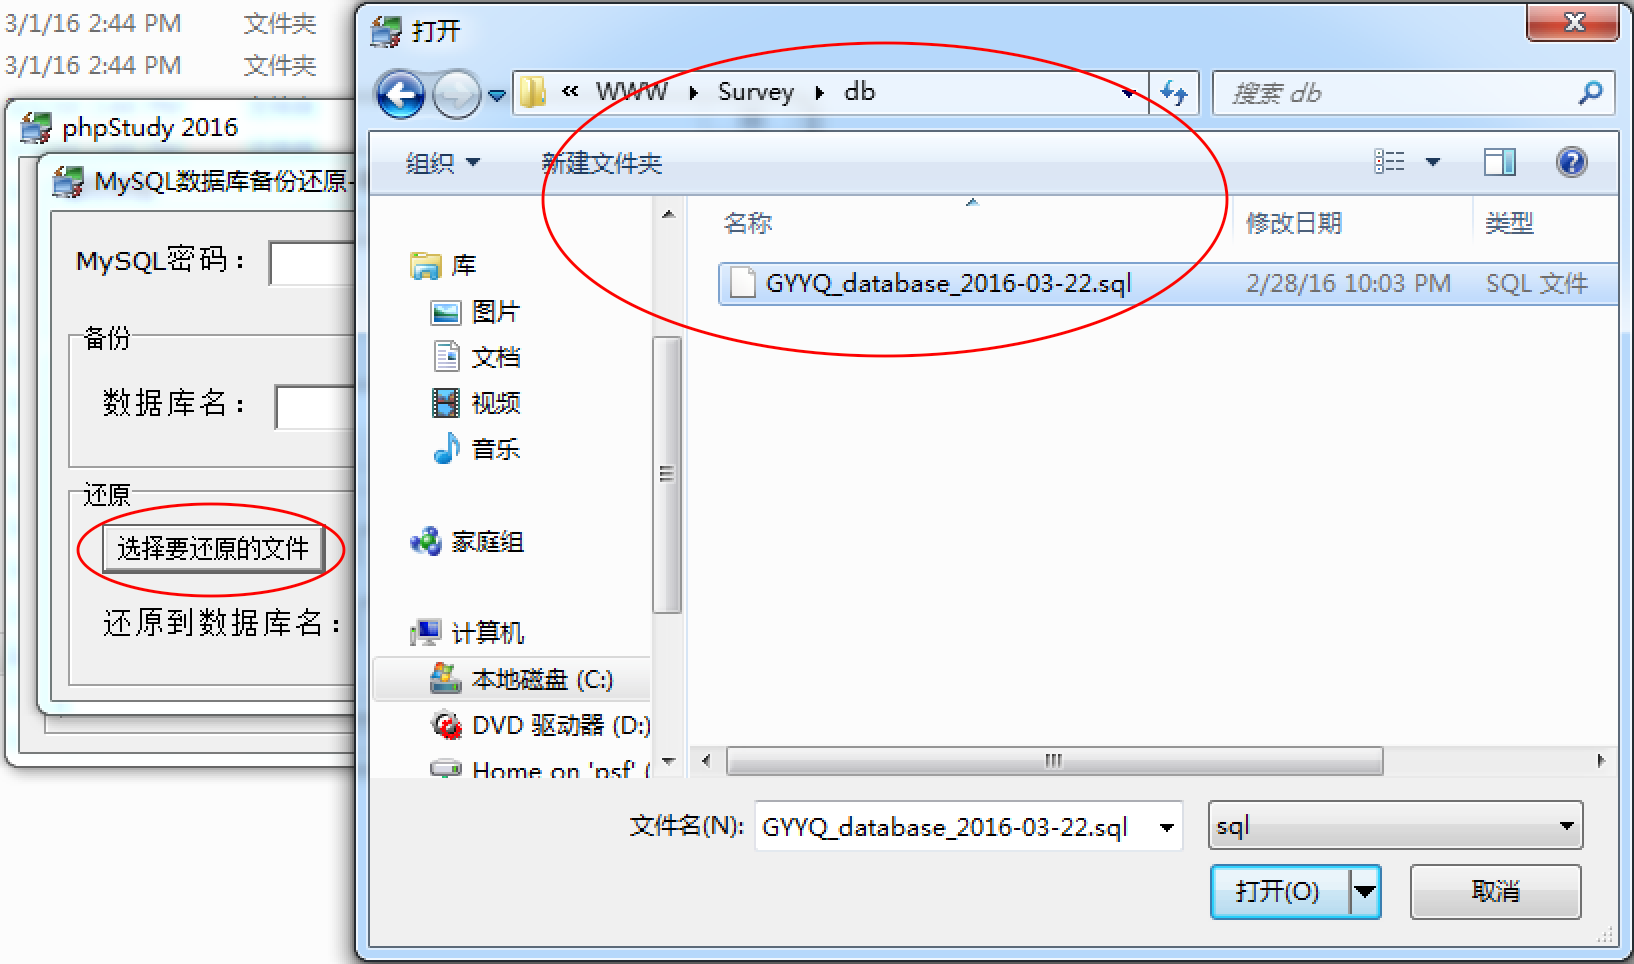 3/1/16 2:44 PM 文件夹
3/1/16 2:44 PM 文件夹
phpStudy 2016
MySQL数据库备份还原-
MySQL密码：
备份
数据库名：
还原
选择要还原的文件
还原到数据库名：
打开
« WWW Survey db
搜索 db
组织 新建文件夹
名称 修改日期 类型
GYYQ_database_2016-03-22.sql 2/28/16 10:03 PM SQL 文件
库
图片
文档
视频
音乐
家庭组
计算机
本地磁盘 (C:)
DVD 驱动器 (D:)
Home on 'psf' (
文件名(N): GYYQ_database_2016-03-22.sql sql
打开(O) 取消